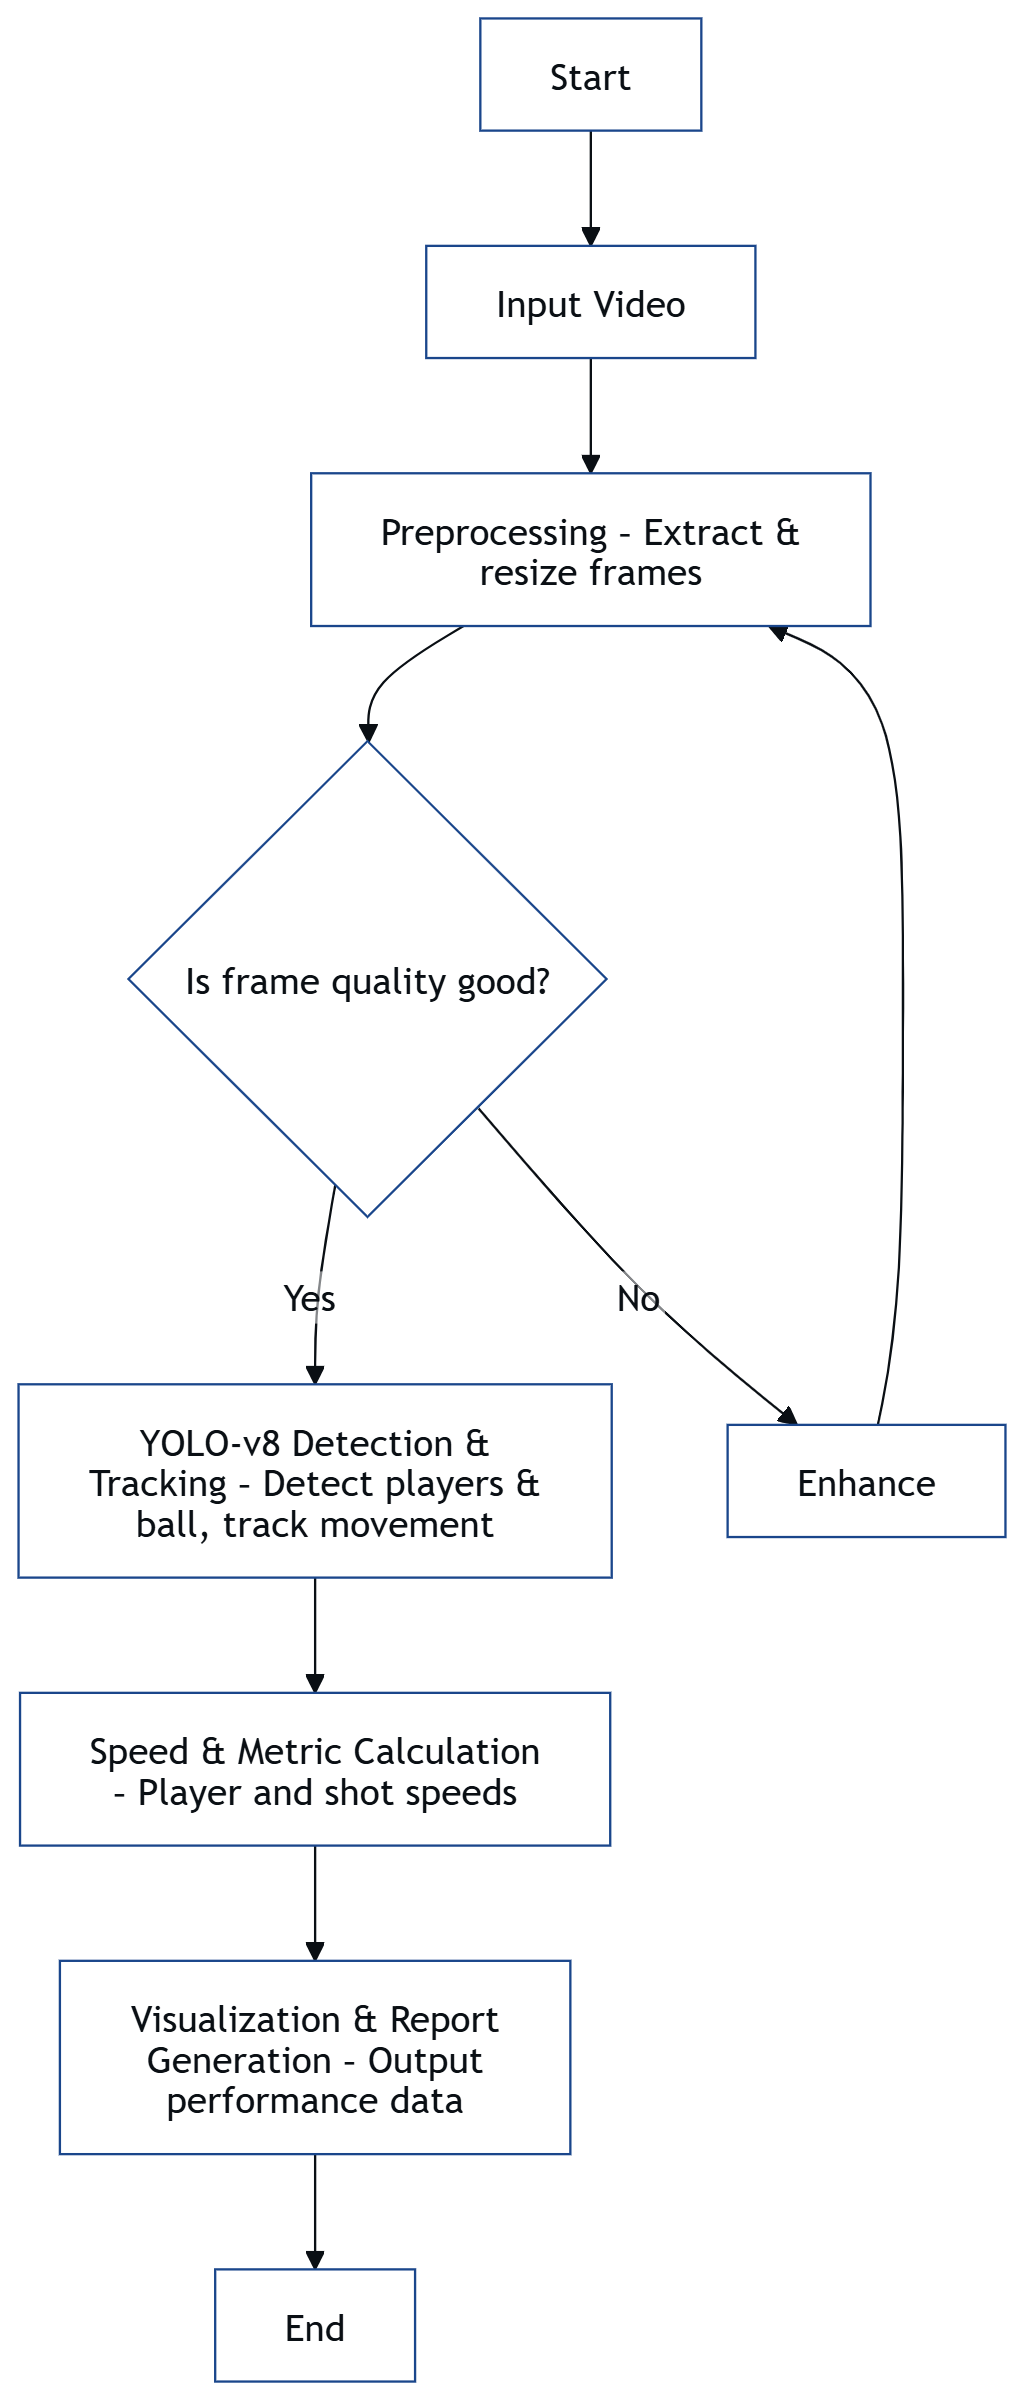 Start
Input Video
Preprocessing – Extract &
resize frames
Is frame quality good?
Yes
No
YOLO-v8 Detection &
Tracking – Detect players &
ball, track movement
Enhance
Speed & Metric Calculation
– Player and shot speeds
Visualization & Report
Generation – Output
performance data
End